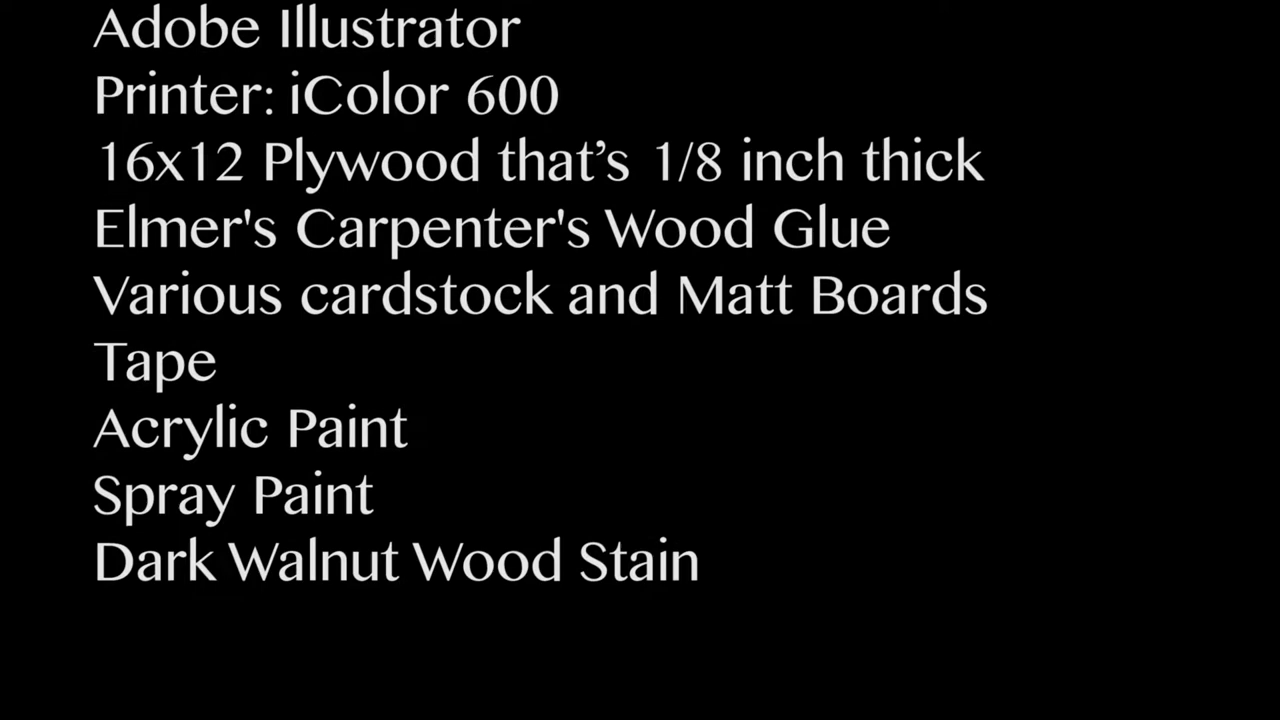 Adobe Illustrator
Printer: iColor 600
16x12 Plywood that’s 1/8 inch thick
Elmer's Carpenter's Wood Glue
Various cardstock and Matt Boards
Tape
Acrylic Paint
Spray Paint
Dark Walnut Wood Stain